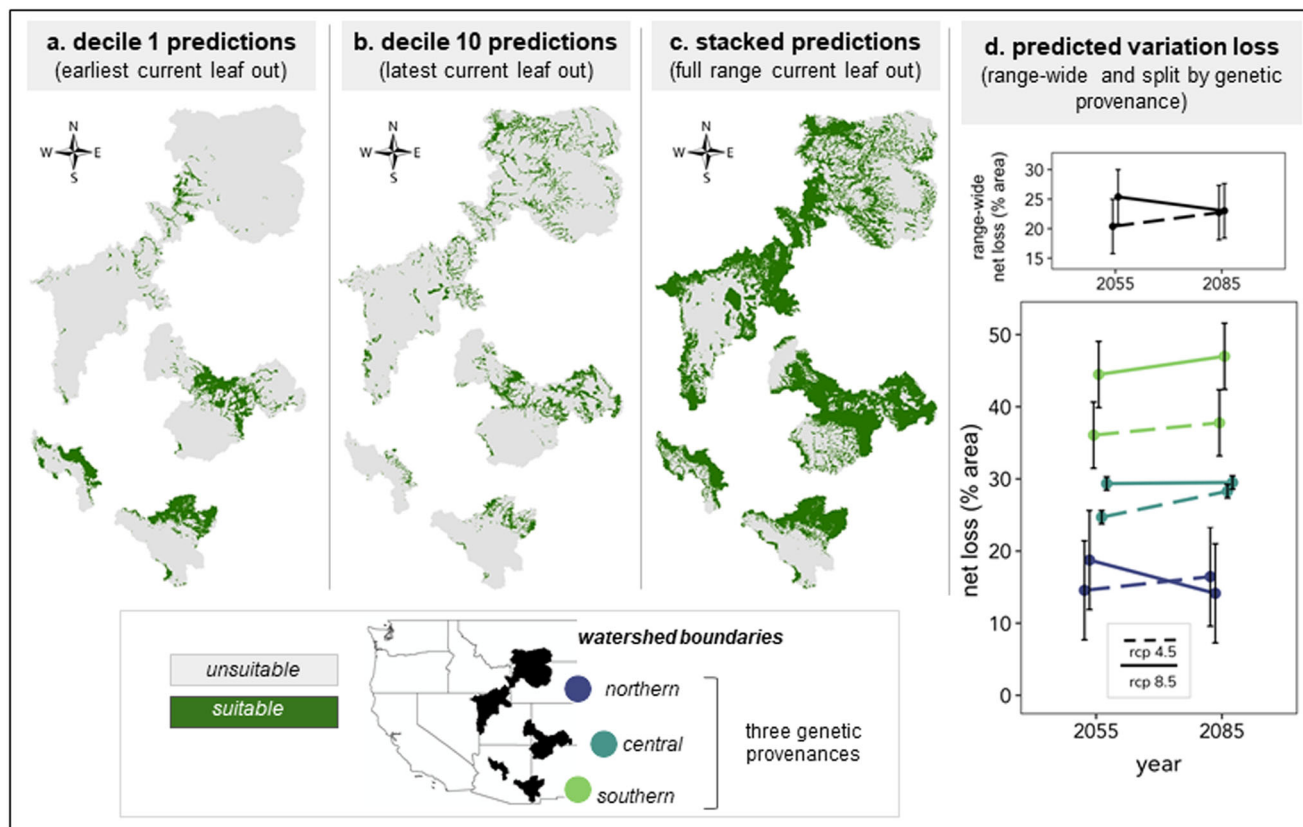 a. decile 1 predictions
(earliest current leaf out)
b. decile 10 predictions
(latest current leaf out)
c. stacked predictions
(full range current leaf out)
d. predicted variation loss
(range-wide and split by genetic
provenance)
N
W E
S
N
W E
S
N
W E
S
range-wide
net loss (% area)
30
25
20
15
2055 2085
net loss (% area)
50
40
30
20
10
0
rcp 4.5
rcp 8.5
2055 2085
year
unsuitable
suitable
watershed boundaries
northern
central
southern
three genetic
provenances